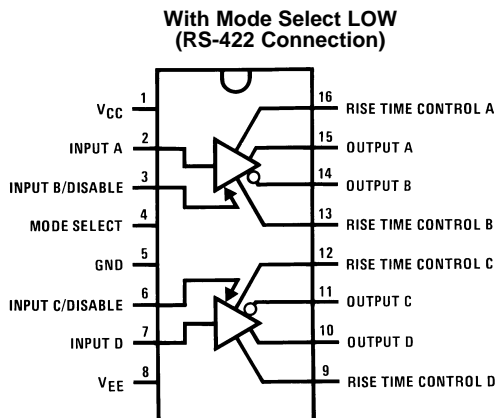 With Mode Select LOW
(RS-422 Connection)
1
VCC
2
INPUT A
3
INPUT B/DISABLE
4
MODE SELECT
5
GND
6
INPUT C/DISABLE
7
INPUT D
8
VEE
16
RISE TIME CONTROL A
15
OUTPUT A
14
OUTPUT B
13
RISE TIME CONTROL B
12
RISE TIME CONTROL C
11
OUTPUT C
10
OUTPUT D
9
RISE TIME CONTROL D